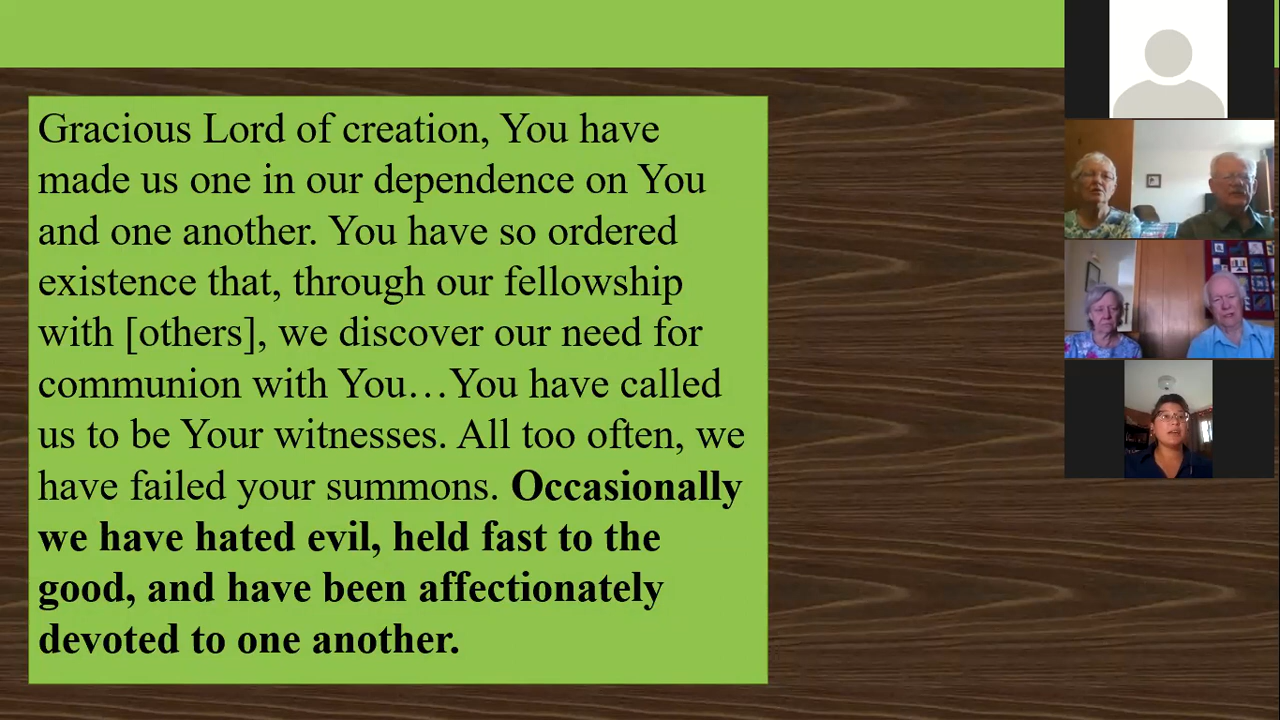 Gracious Lord of creation, You have
made us one in our dependence on You
and one another. You have so ordered
existence that, through our fellowship
with [others], we discover our need for
communion with You…You have called
us to be Your witnesses. All too often, we
have failed your summons. Occasionally
we have hated evil, held fast to the
good, and have been affectionately
devoted to one another.